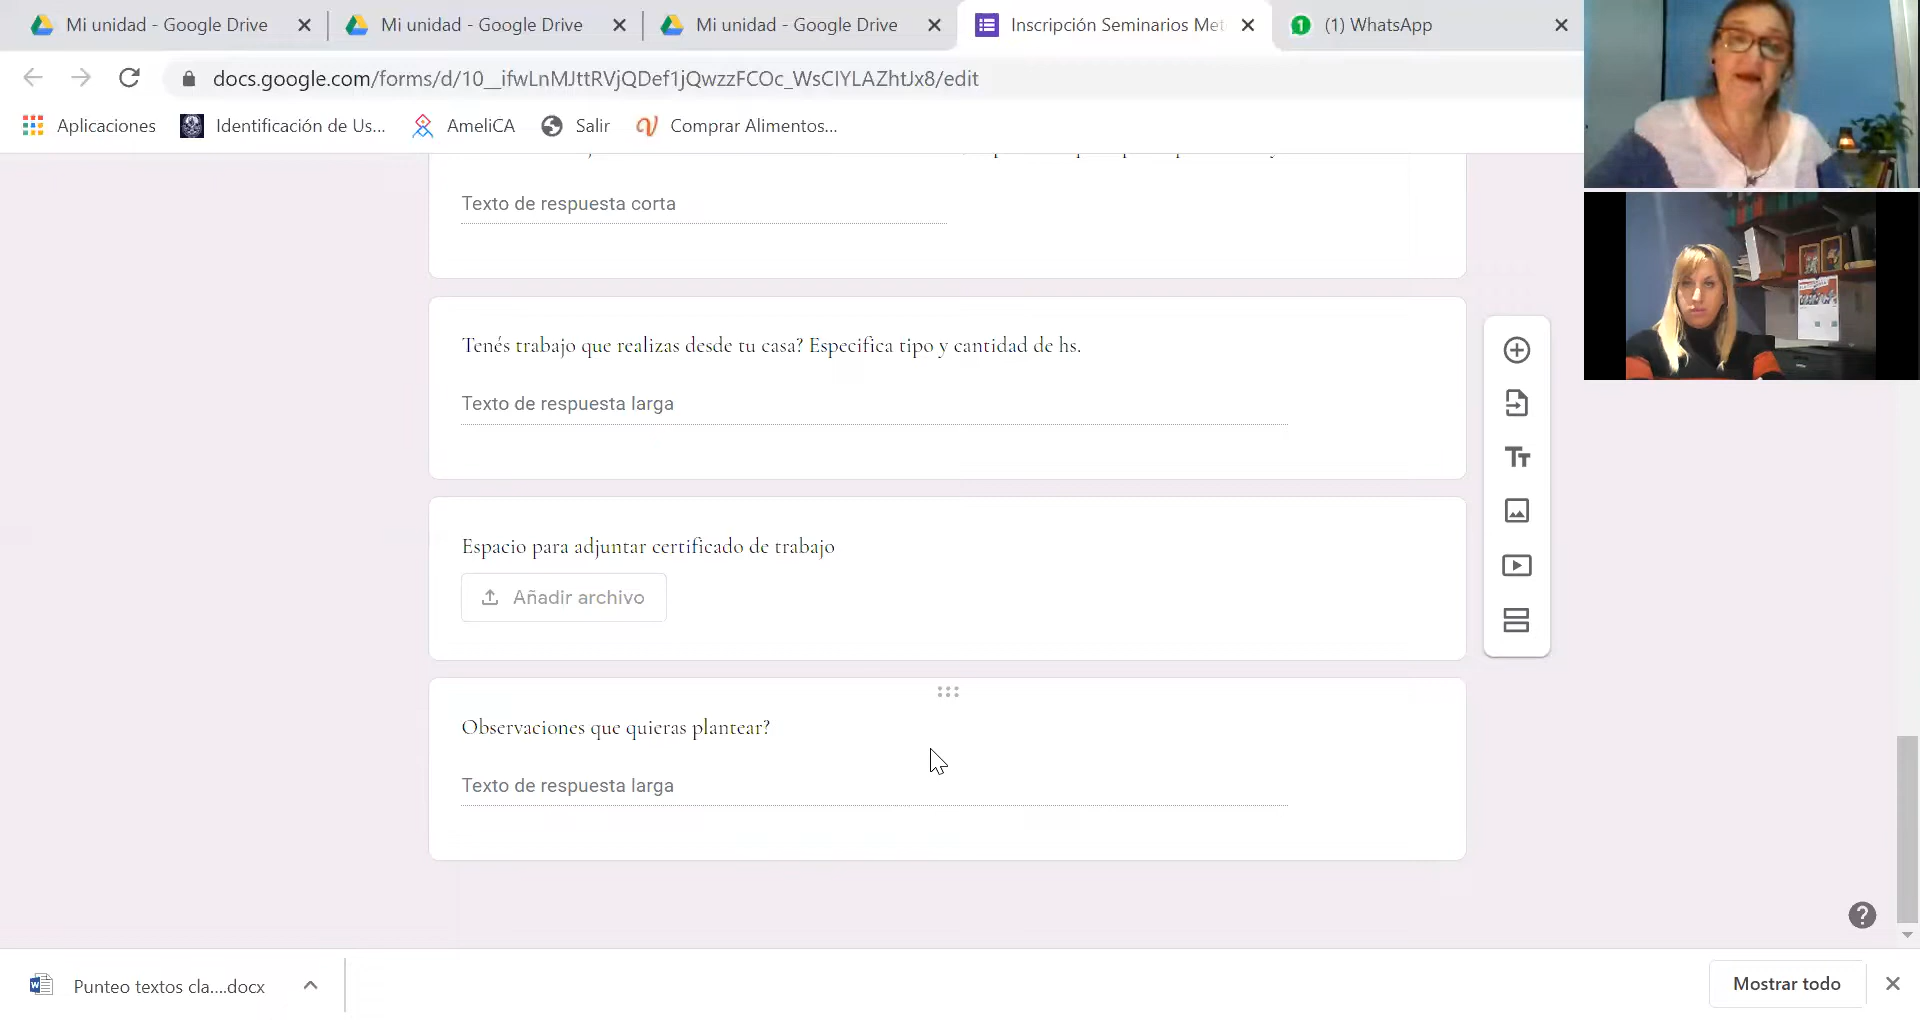 Mi unidad - Google Drive
Mi unidad - Google Drive
Mi unidad - Google Drive
Inscripción Seminarios Met
(1) WhatsApp
docs.google.com/forms/d/10__ifwLnMJttRVjQDef1jQwzzFCOc_WsCIYLAZhtJx8/edit
Aplicaciones
Identificación de Us...
AmeliCA
Salir
Comprar Alimentos...
Texto de respuesta corta
Tenés trabajo que realizas desde tu casa? Especifica tipo y cantidad de hs.
Texto de respuesta larga
Espacio para adjuntar certificado de trabajo
Añadir archivo
Observaciones que quieras plantear?
Texto de respuesta larga
Punteo textos cla....docx
Mostrar todo